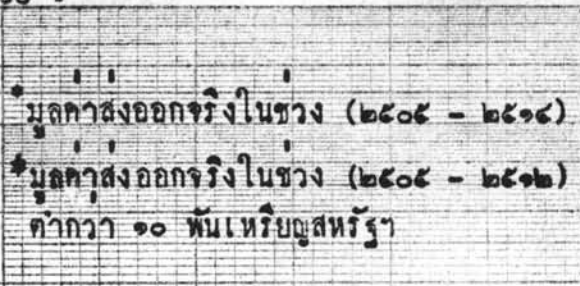 *มูลค่าส่งออกจริงในช่วง (๒๕๐๕ - ๒๕๑๔)
*มูลค่าส่งออกจริงในช่วง (๒๕๐๕ - ๒๕๑๒)
ต่ำกว่า ๑๐ พันเหรียญสหรัฐฯ